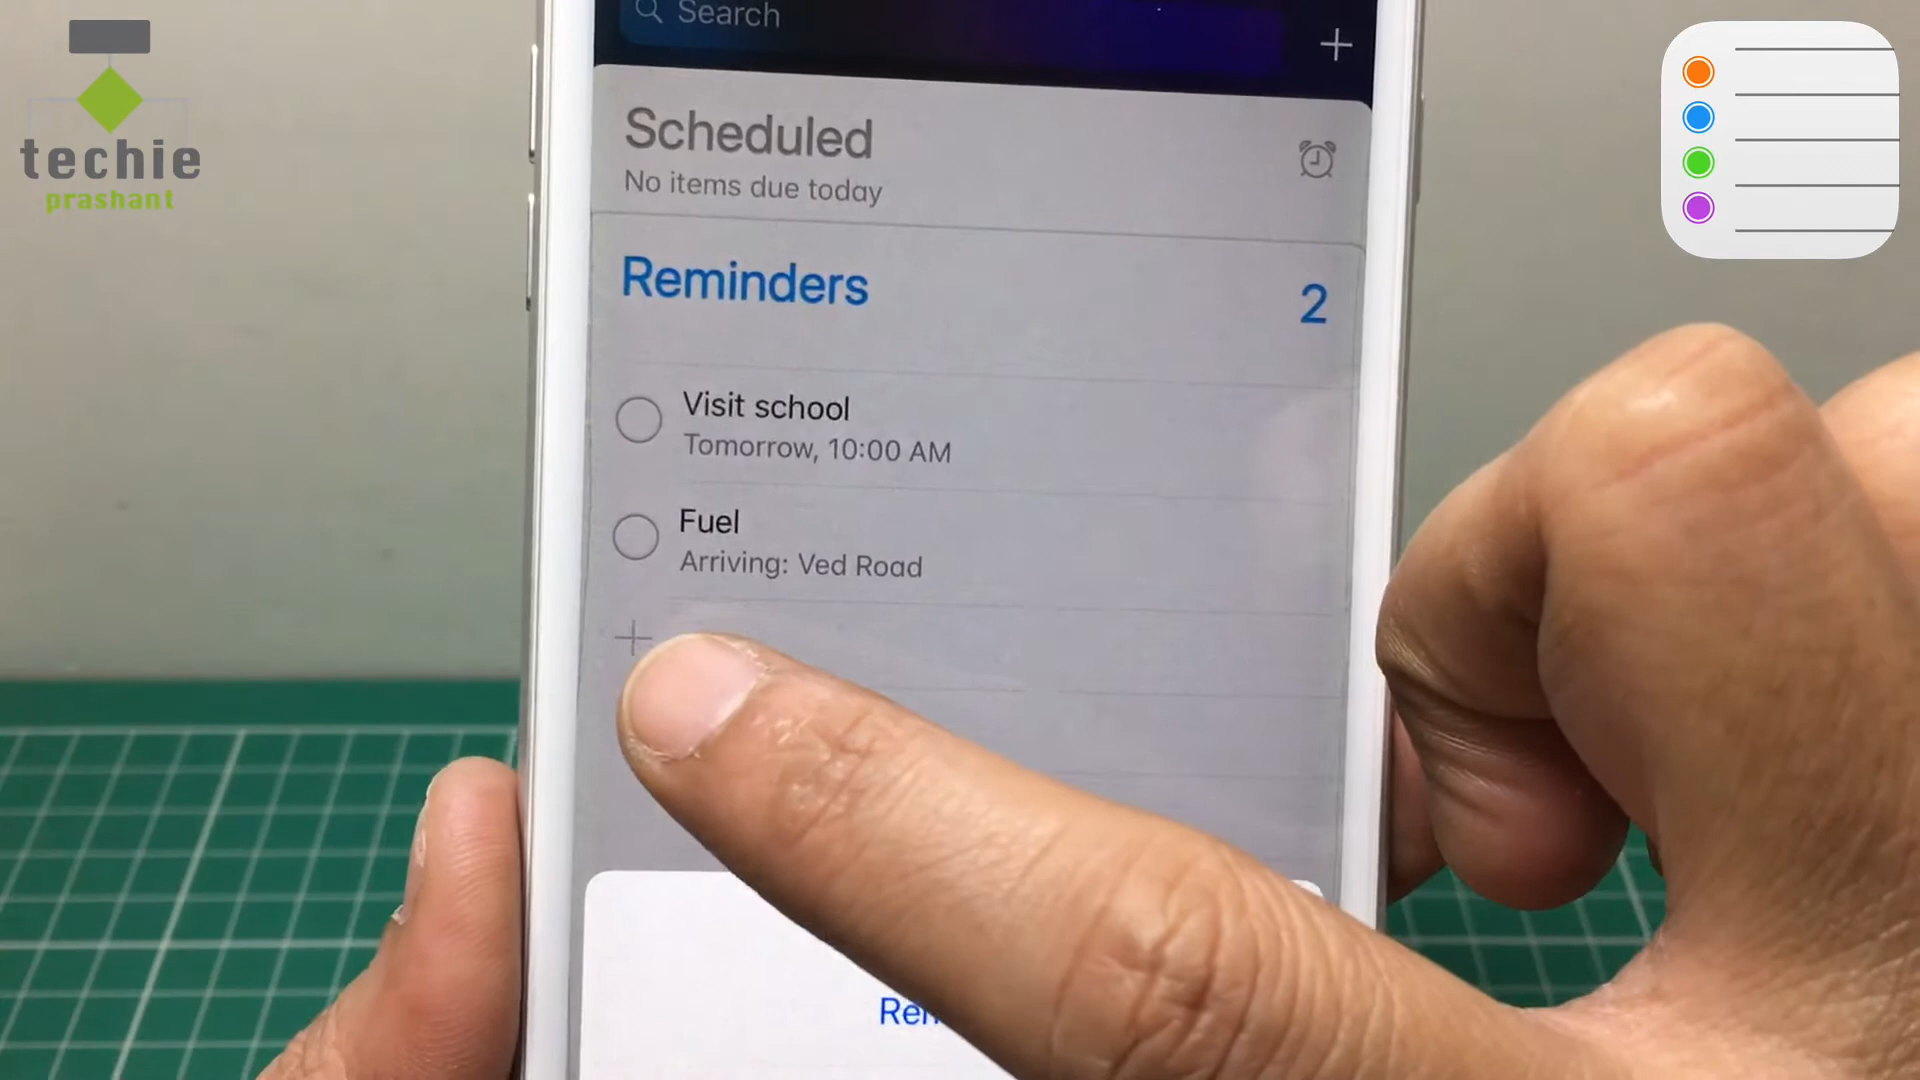 techie
prashant
Search
Scheduled
No items due today
Reminders
2
Visit school
Tomorrow, 10:00 AM
Fuel
Arriving: Ved Road